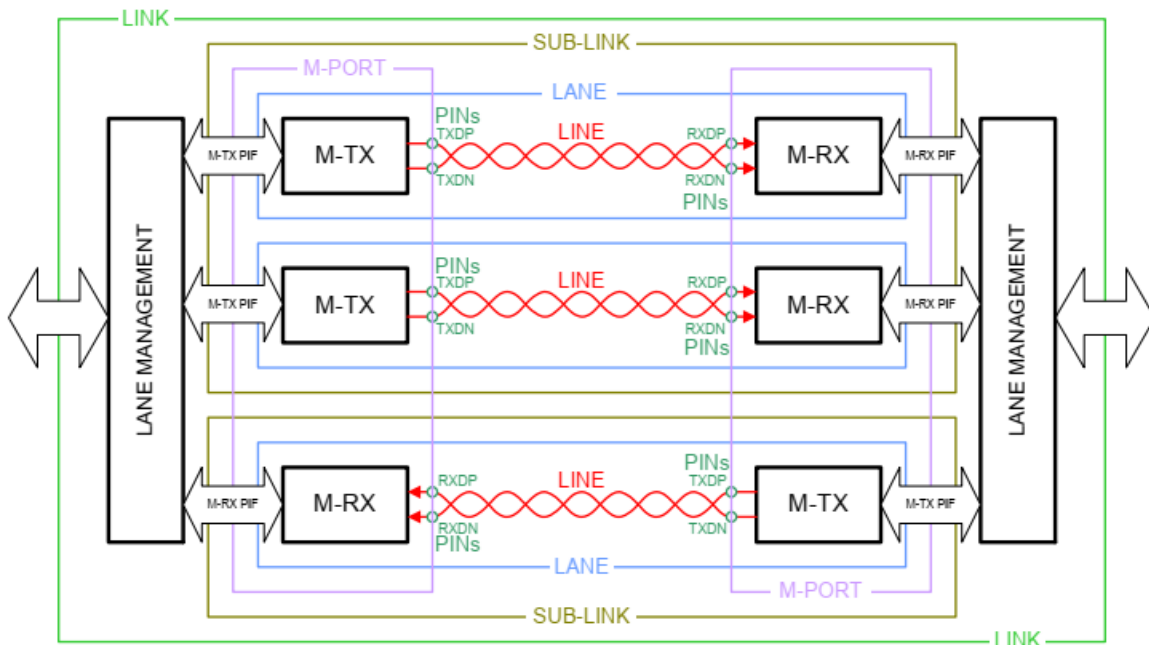 LINK
SUB-LINK
M-PORT
LANE
PINs
TXDP
LINE
RXDP
M-TX PIF
M-TX
M-RX
M-RX PIF
TXDN
RXDN
PINs
LANE MANAGEMENT
LANE MANAGEMENT
PINs
TXDP
LINE
RXDP
M-TX PIF
M-TX
M-RX
M-RX PIF
TXDN
RXDN
PINs
PINs
RXDP
LINE
TXDP
M-RX PIF
M-RX
M-TX
M-TX PIF
RXDN
TXDN
PINs
LANE
M-PORT
SUB-LINK
LINK